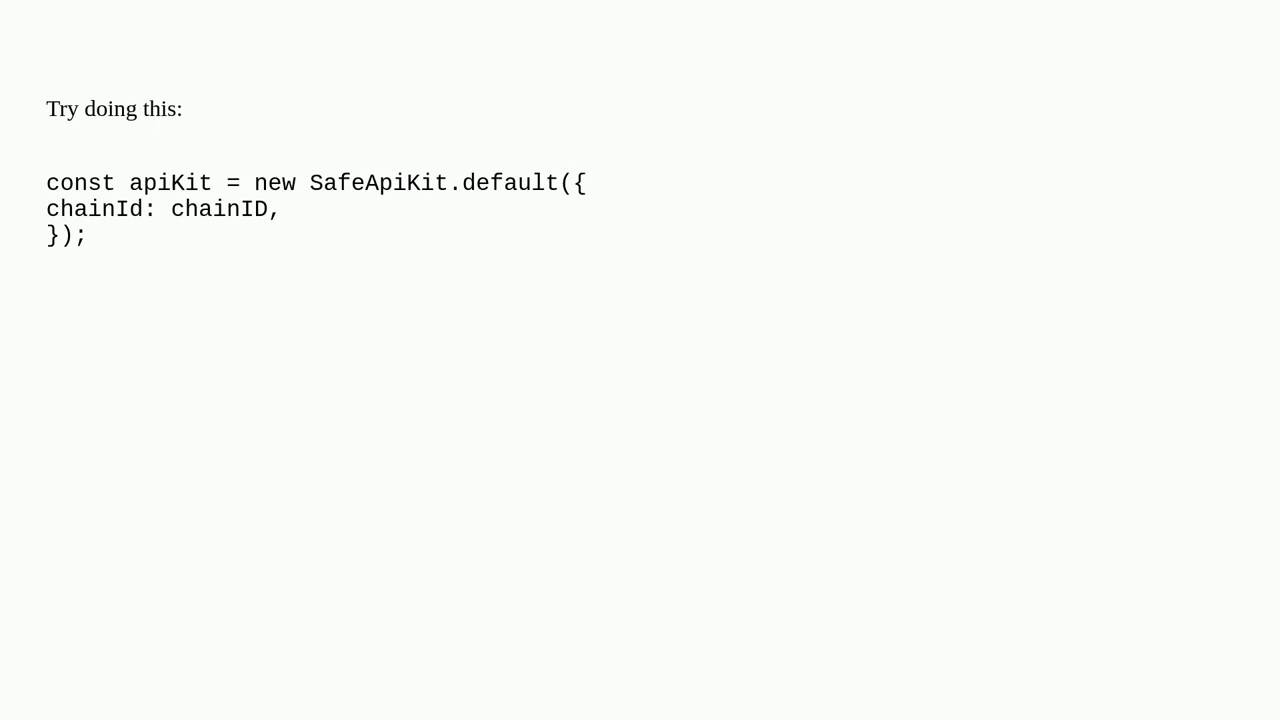 Try doing this:
const apiKit = new SafeApiKit.default({
chainId: chainID,
});